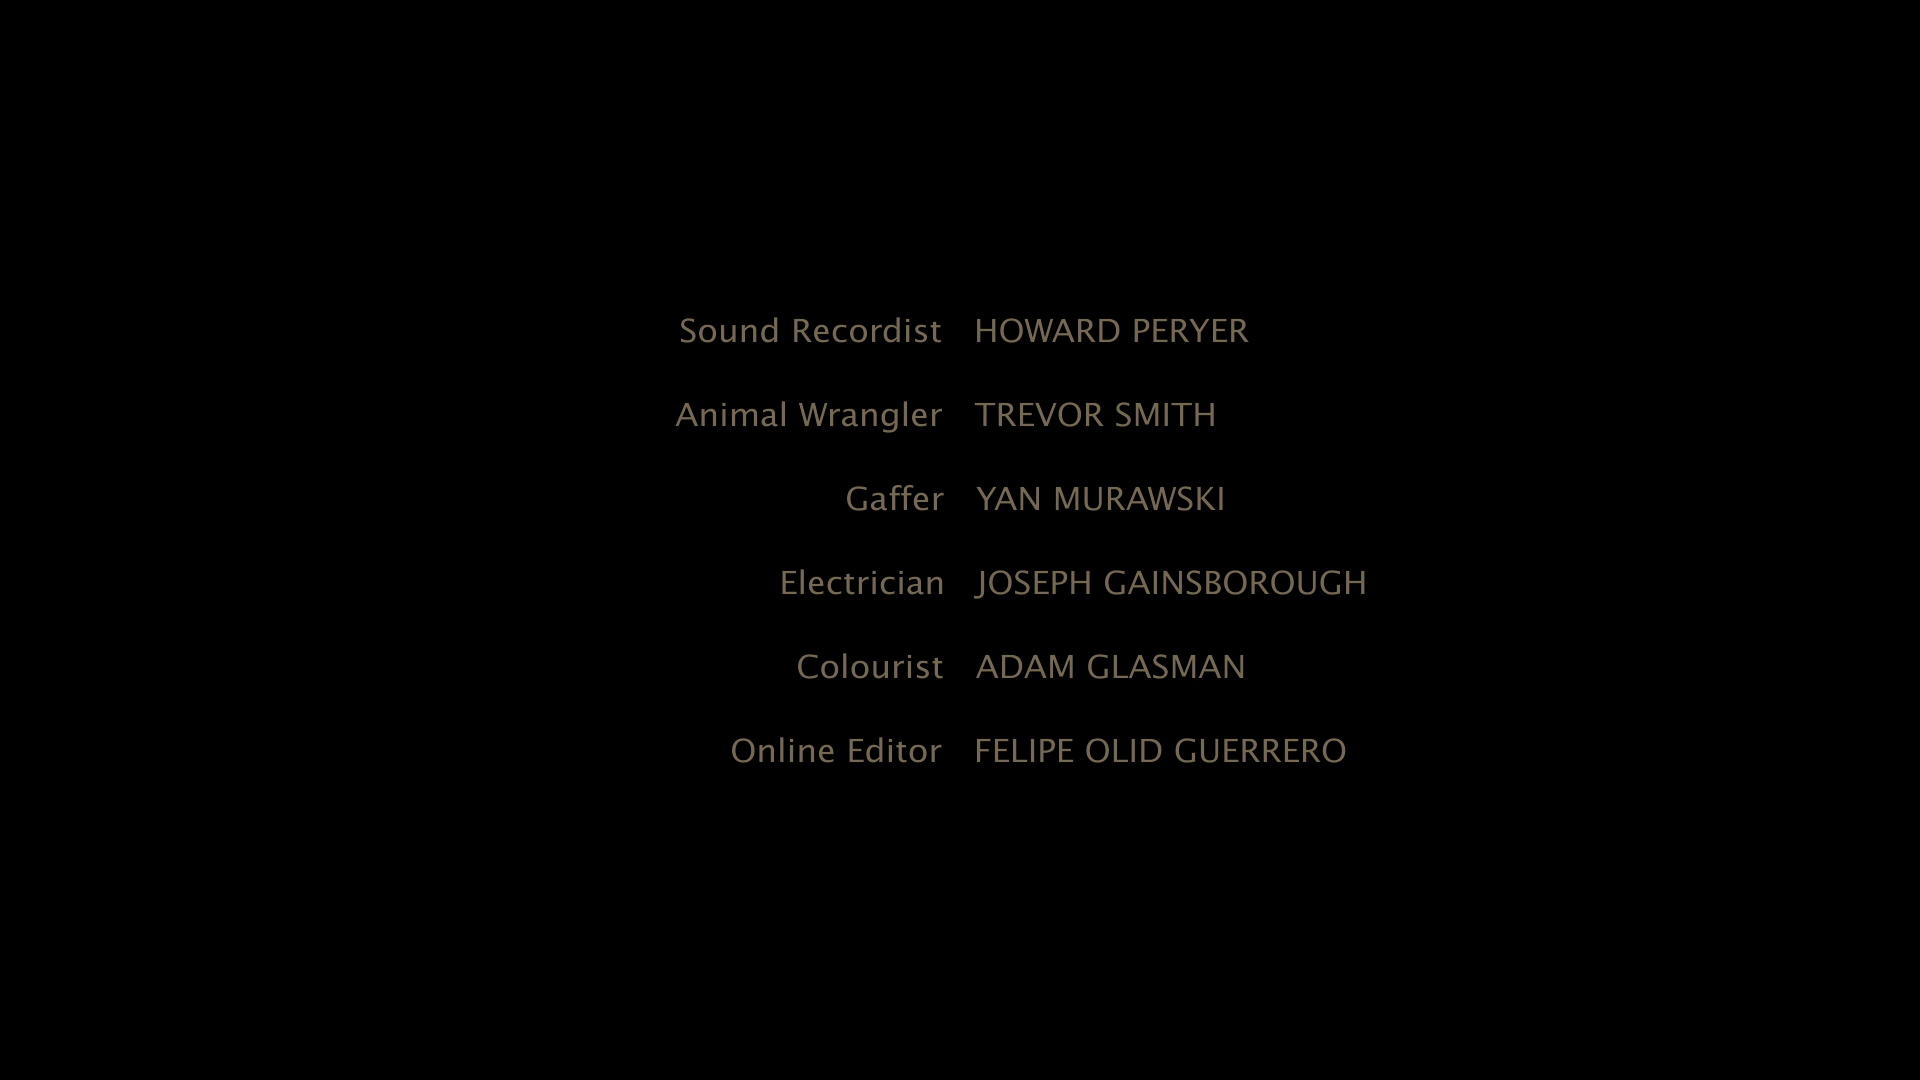 Sound Recordist HOWARD PERYER
Animal Wrangler TREVOR SMITH
Gaffer YAN MURAWSKI
Electrician JOSEPH GAINSBOROUGH
Colourist ADAM GLASMAN
Online Editor FELIPE OLID GUERRERO